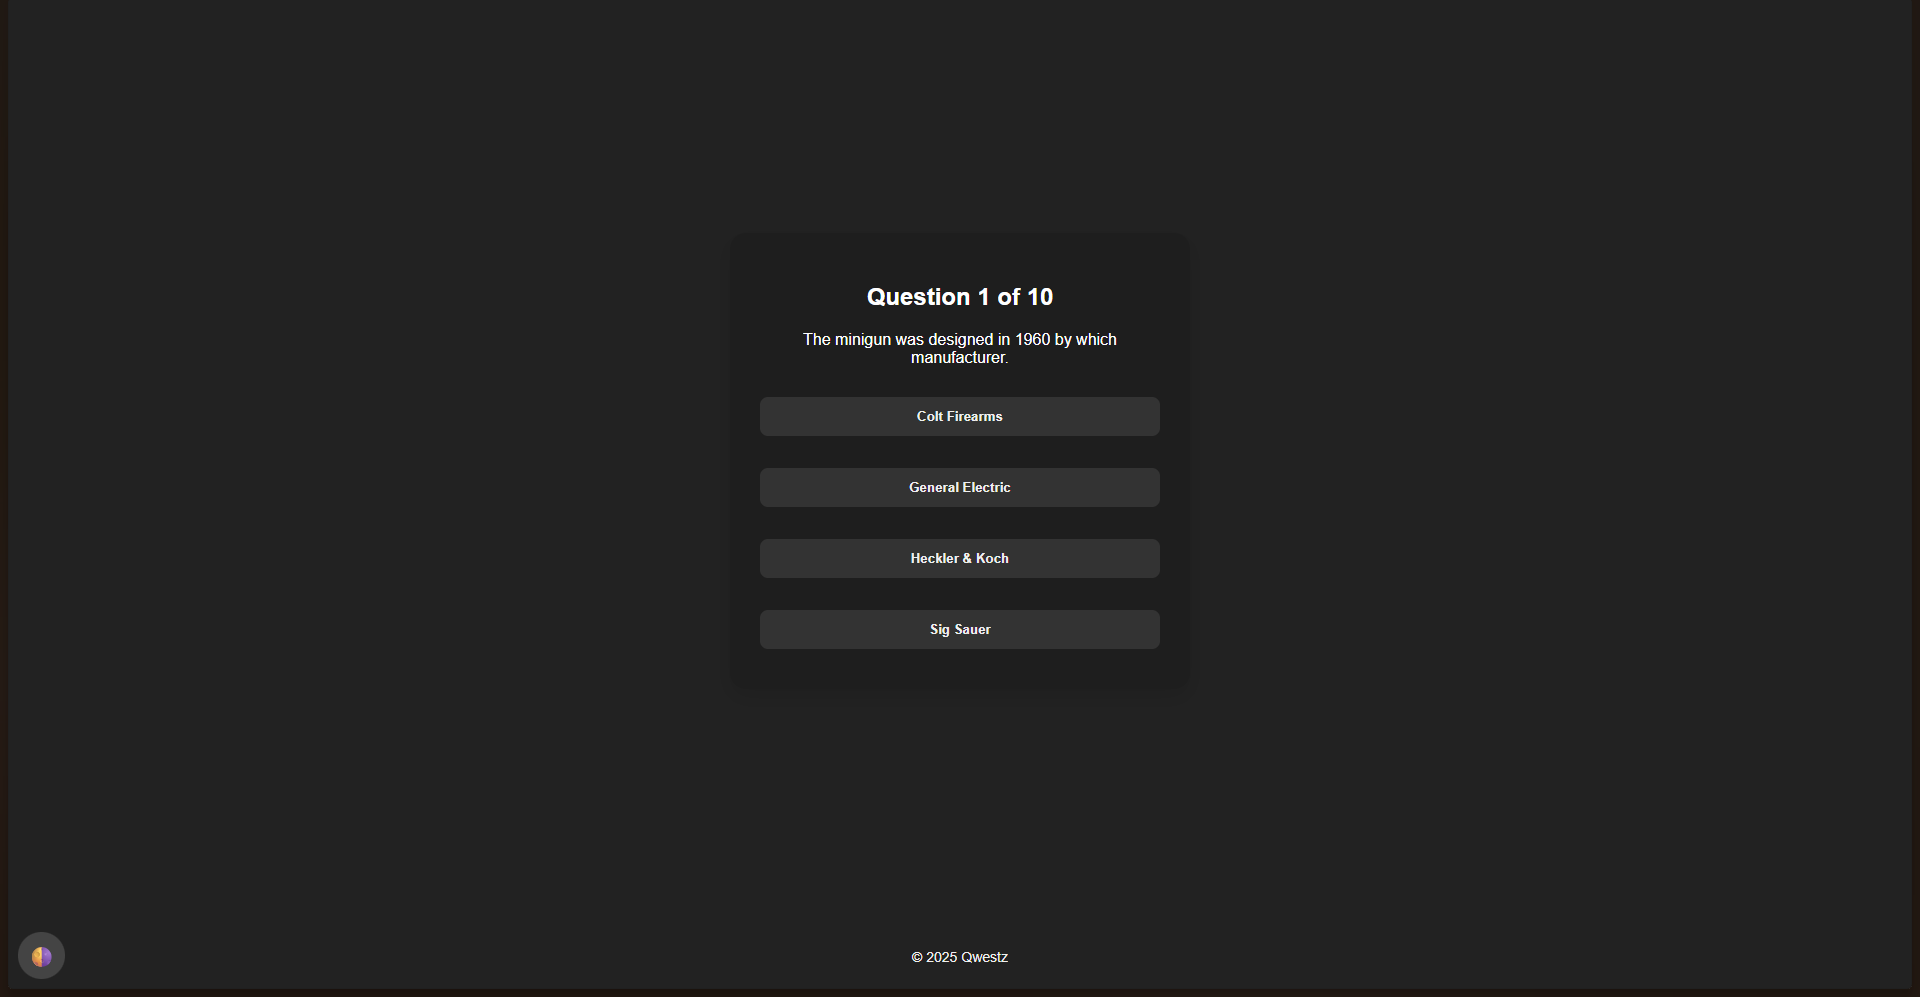 Question 1 of 10
The minigun was designed in 1960 by which
manufacturer.
Colt Firearms
General Electric
Heckler & Koch
Sig Sauer
© 2025 Qwestz